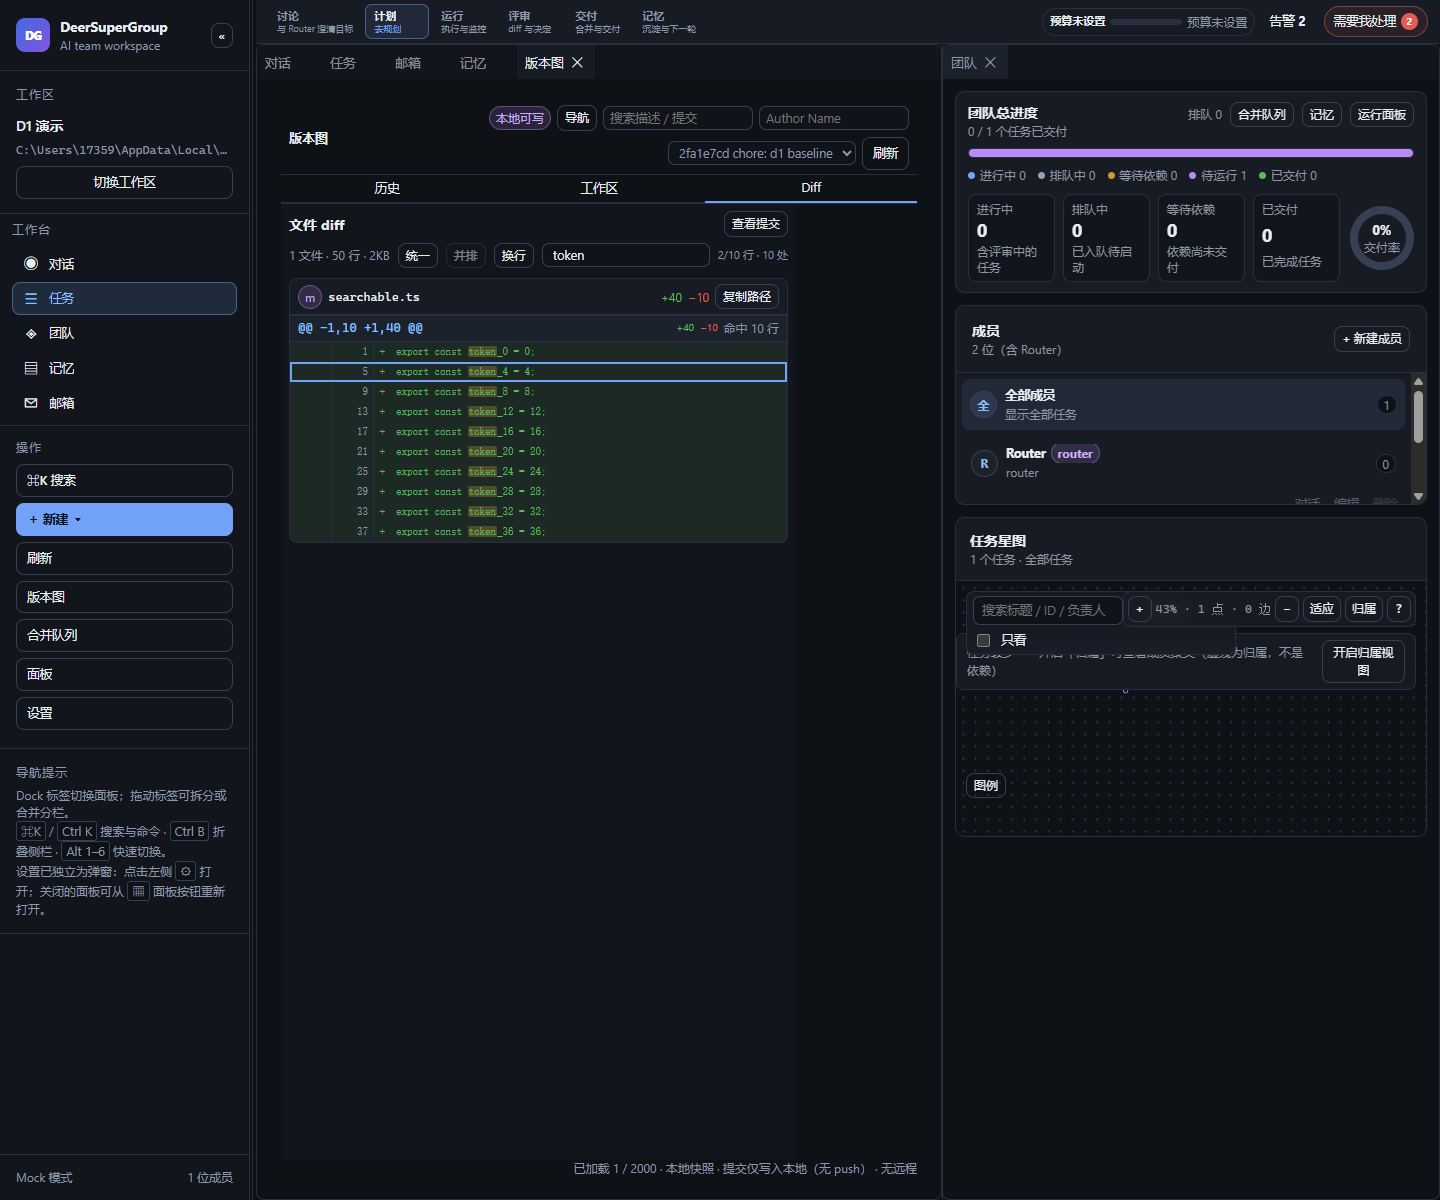 DG
DeerSuperGroup
AI team workspace
«
工作区
D1 演示
C:\Users\17359\AppData\Local\…
切换工作区
工作台
对话
任务
团队
记忆
邮箱
操作
⌘K 搜索
+ 新建
刷新
版本图
合并队列
面板
设置
导航提示
Dock 标签切换面板；拖动标签可拆分或
合并分栏。
⌘K / Ctrl K 搜索与命令 · Ctrl B 折
叠侧栏 · Alt 1–6 快速切换。
设置已独立为弹窗：点击左侧 ⚙ 打
开；关闭的面板可从 ▦ 面板按钮重新
打开。
Mock 模式
1 位成员
讨论
与 Router 澄清目标
计划
表规划
运行
执行与监控
评审
diff 与决定
交付
合并与交付
记忆
沉淀与下一轮
预算未设置
预算未设置
告警 2
需要我处理 2
对话
任务
邮箱
记忆
版本图
版本图
本地可写
导航
搜索描述 / 提交
Author Name
2fa1e7cd chore: d1 baseline
刷新
历史
工作区
Diff
文件 diff
查看提交
1 文件 · 50 行 · 2KB
统一
并排
换行
token
2/10 行 · 10 处
m
searchable.ts
+40 −10
复制路径
@@ -1,10 +1,40 @@
+40 −10 命中 10 行
1 + export const token_0 = 0;
5 + export const token_4 = 4;
9 + export const token_8 = 8;
13 + export const token_12 = 12;
17 + export const token_16 = 16;
21 + export const token_20 = 20;
25 + export const token_24 = 24;
29 + export const token_28 = 28;
33 + export const token_32 = 32;
37 + export const token_36 = 36;
已加载 1 / 2000 · 本地快照 · 提交仅写入本地（无 push） · 无远程
团队
团队总进度
0 / 1 个任务已交付
排队 0
合并队列
记忆
运行面板
进行中 0
排队中 0
等待依赖 0
待运行 1
已交付 0
进行中
0
含评审中的
任务
排队中
0
已入队待启
动
等待依赖
0
依赖尚未交
付
已交付
0
已完成任务
0%
交付率
成员
2 位（含 Router）
+ 新建成员
全
全部成员
显示全部任务
1
R
Router router
router
0
对话 编辑 删除
任务星图
1 个任务 · 全部任务
搜索标题 / ID / 负责人
+
43% · 1 点 · 0 边
−
适应
归属
?
只看
为归属，不是
依赖）
开启归属视
图
图例